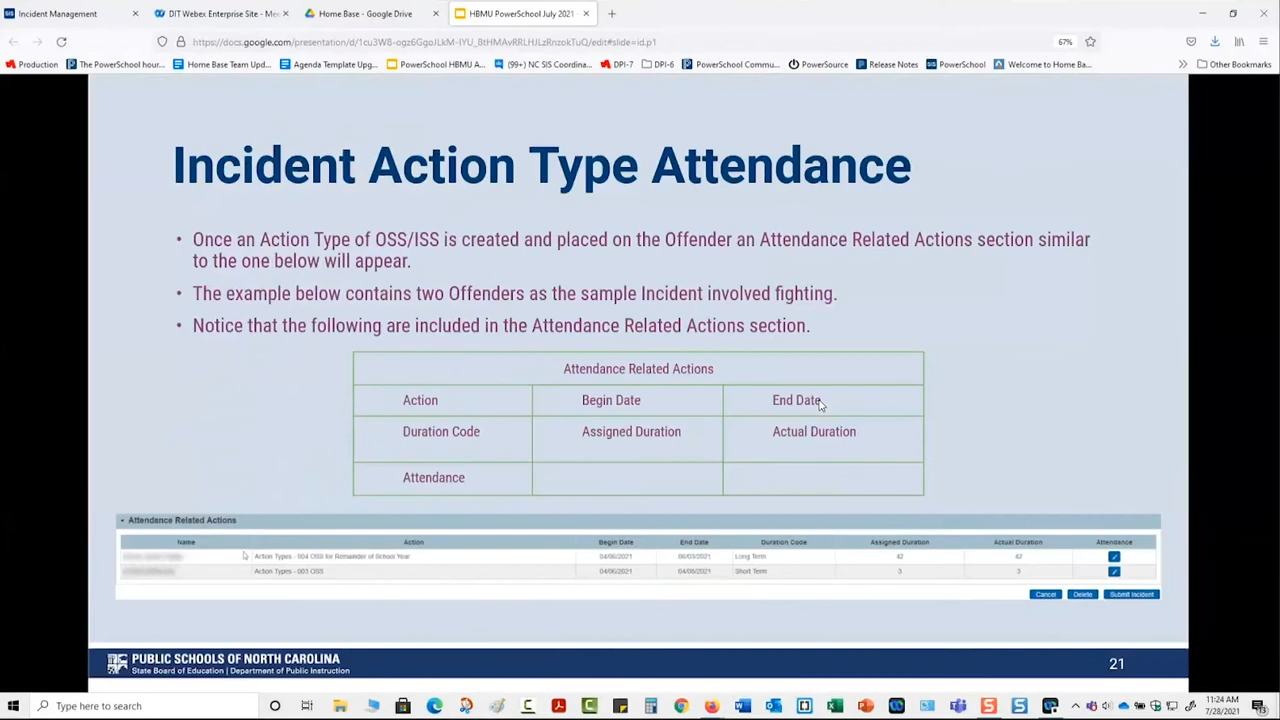 Incident Management
DIT Webex Enterprise Site - Me
Home Base - Google Drive
HBMU PowerSchool July 2021
67%
Production
The PowerSchool hour...
Home Base Team Upd...
Agenda Template Upg...
PowerSchool HBMU A...
(99+) NC SIS Coordina...
DPI-7
DPI-6
PowerSchool Commu...
PowerSource
Release Notes
PowerSchool
Welcome to Home Ba...
Other Bookmarks
Incident Action Type Attendance
• Once an Action Type of OSS/ISS is created and placed on the Offender an Attendance Related Actions section similar
to the one below will appear.
• The example below contains two Offenders as the sample Incident involved fighting.
• Notice that the following are included in the Attendance Related Actions section.
Attendance Related Actions
Action Begin Date End Date
Duration Code Assigned Duration Actual Duration
Attendance
Attendance Related Actions
Name Action Begin Date End Date Duration Code Assigned Duration Actual Duration Attendance
Action Types - 004 OSS for Remainder of School Year 04/06/2021 06/03/2021 Long Term 42 42
Action Types - 003 OSS 04/06/2021 04/08/2021 Short Term 3 3
Cancel Delete Submit Incident
PUBLIC SCHOOLS OF NORTH CAROLINA
State Board of Education | Department of Public Instruction
21
Type here to search
11:24 AM
7/28/2021